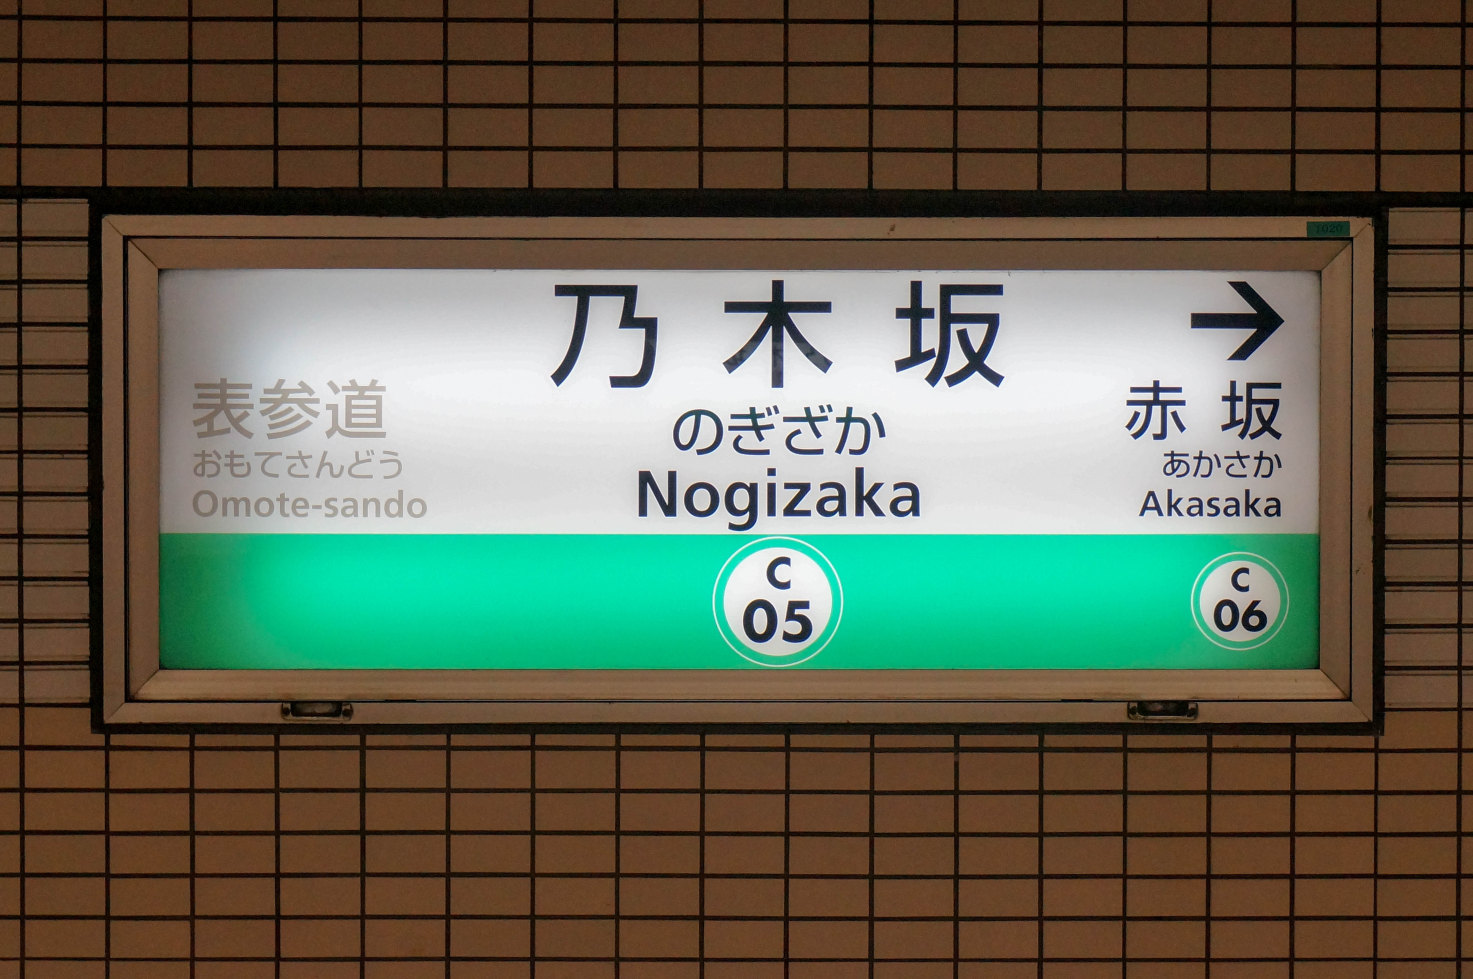 乃木坂
のぎざか
Nogizaka
C
05
→
赤坂
あかさか
Akasaka
C
06
表参道
おもてさんどう
Omote-sando
1020